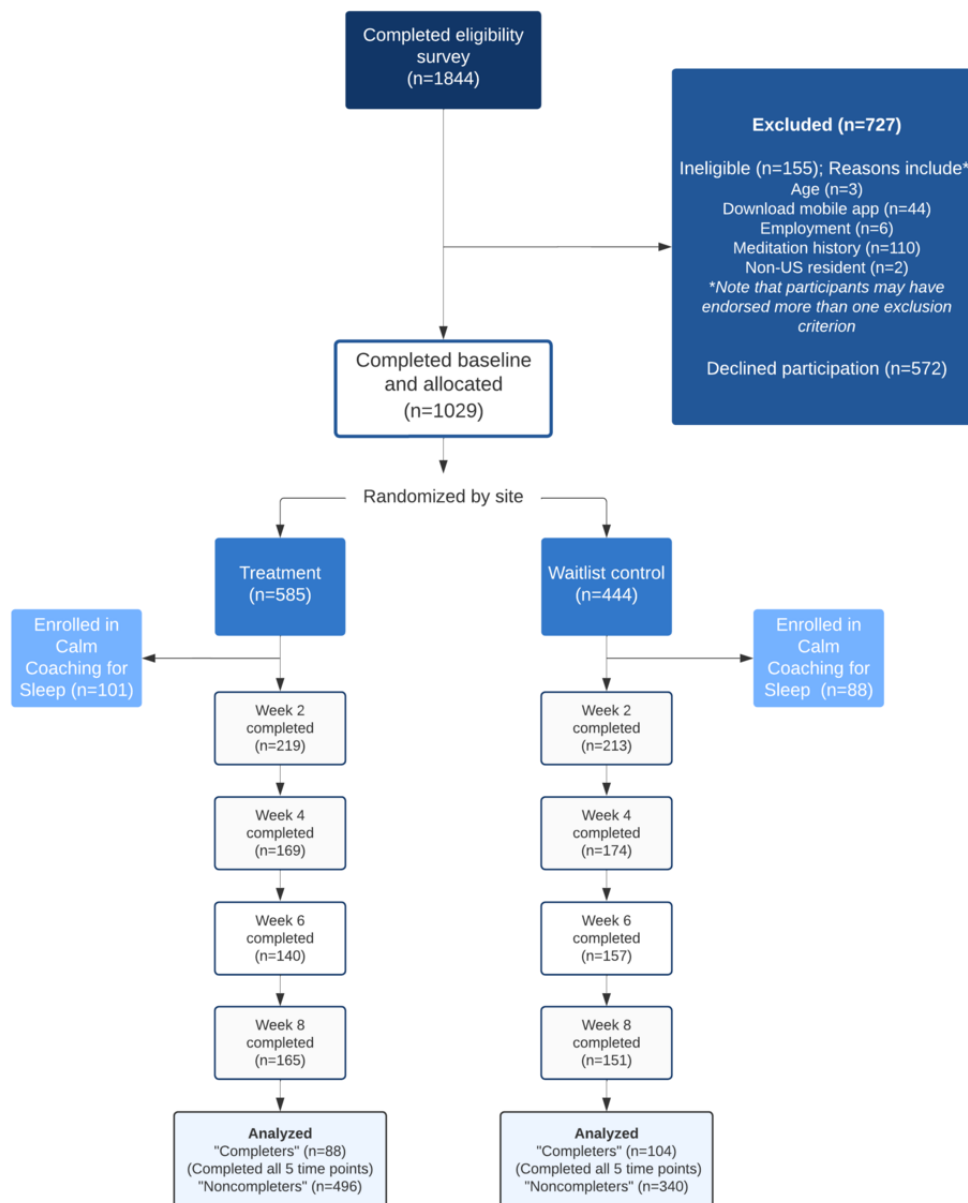 Completed eligibility
survey
(n=1844)
Excluded (n=727)
Ineligible (n=155); Reasons include*
Age (n=3)
Download mobile app (n=44)
Employment (n=6)
Meditation history (n=110)
Non-US resident (n=2)
*Note that participants may have
endorsed more than one exclusion
criterion
Declined participation (n=572)
Completed baseline
and allocated
(n=1029)
Randomized by site
Treatment
(n=585)
Waitlist control
(n=444)
Enrolled in
Calm
Coaching for
Sleep (n=101)
Enrolled in
Calm
Coaching for
Sleep (n=88)
Week 2
completed
(n=219)
Week 2
completed
(n=213)
Week 4
completed
(n=169)
Week 4
completed
(n=174)
Week 6
completed
(n=140)
Week 6
completed
(n=157)
Week 8
completed
(n=165)
Week 8
completed
(n=151)
Analyzed
"Completers" (n=88)
(Completed all 5 time points)
"Noncompleters" (n=496)
Analyzed
"Completers" (n=104)
(Completed all 5 time points)
"Noncompleters" (n=340)